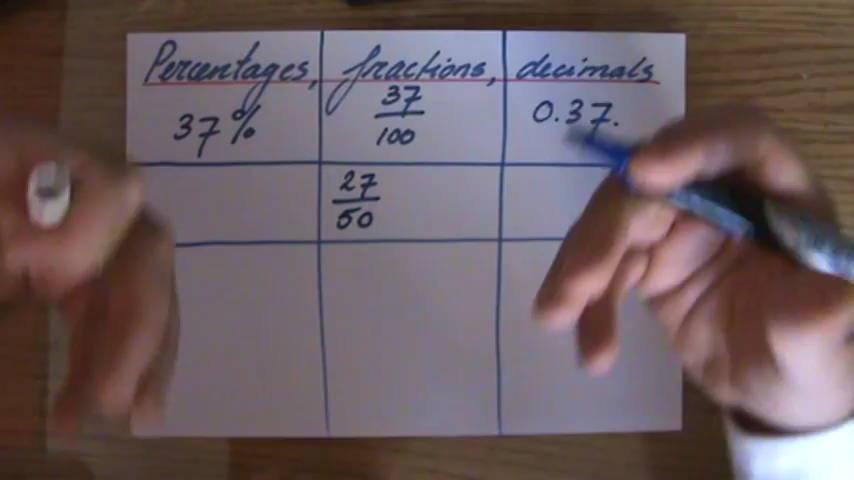 Percentages, fractions, decimals
37% 37/100 0.37.
27/50